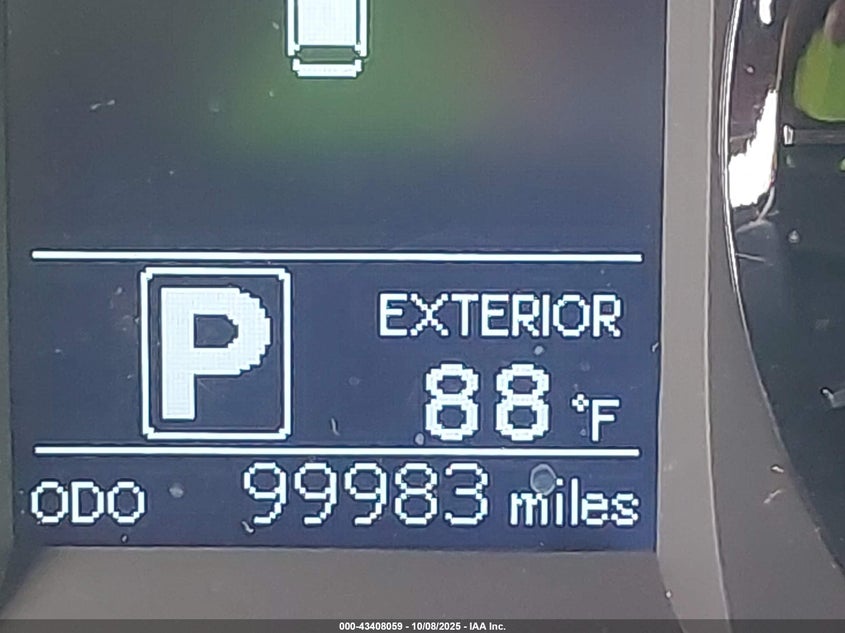 P
EXTERIOR
88 °F
ODO 99983 miles
000-43408059 - 10/08/2025 - IAA Inc.